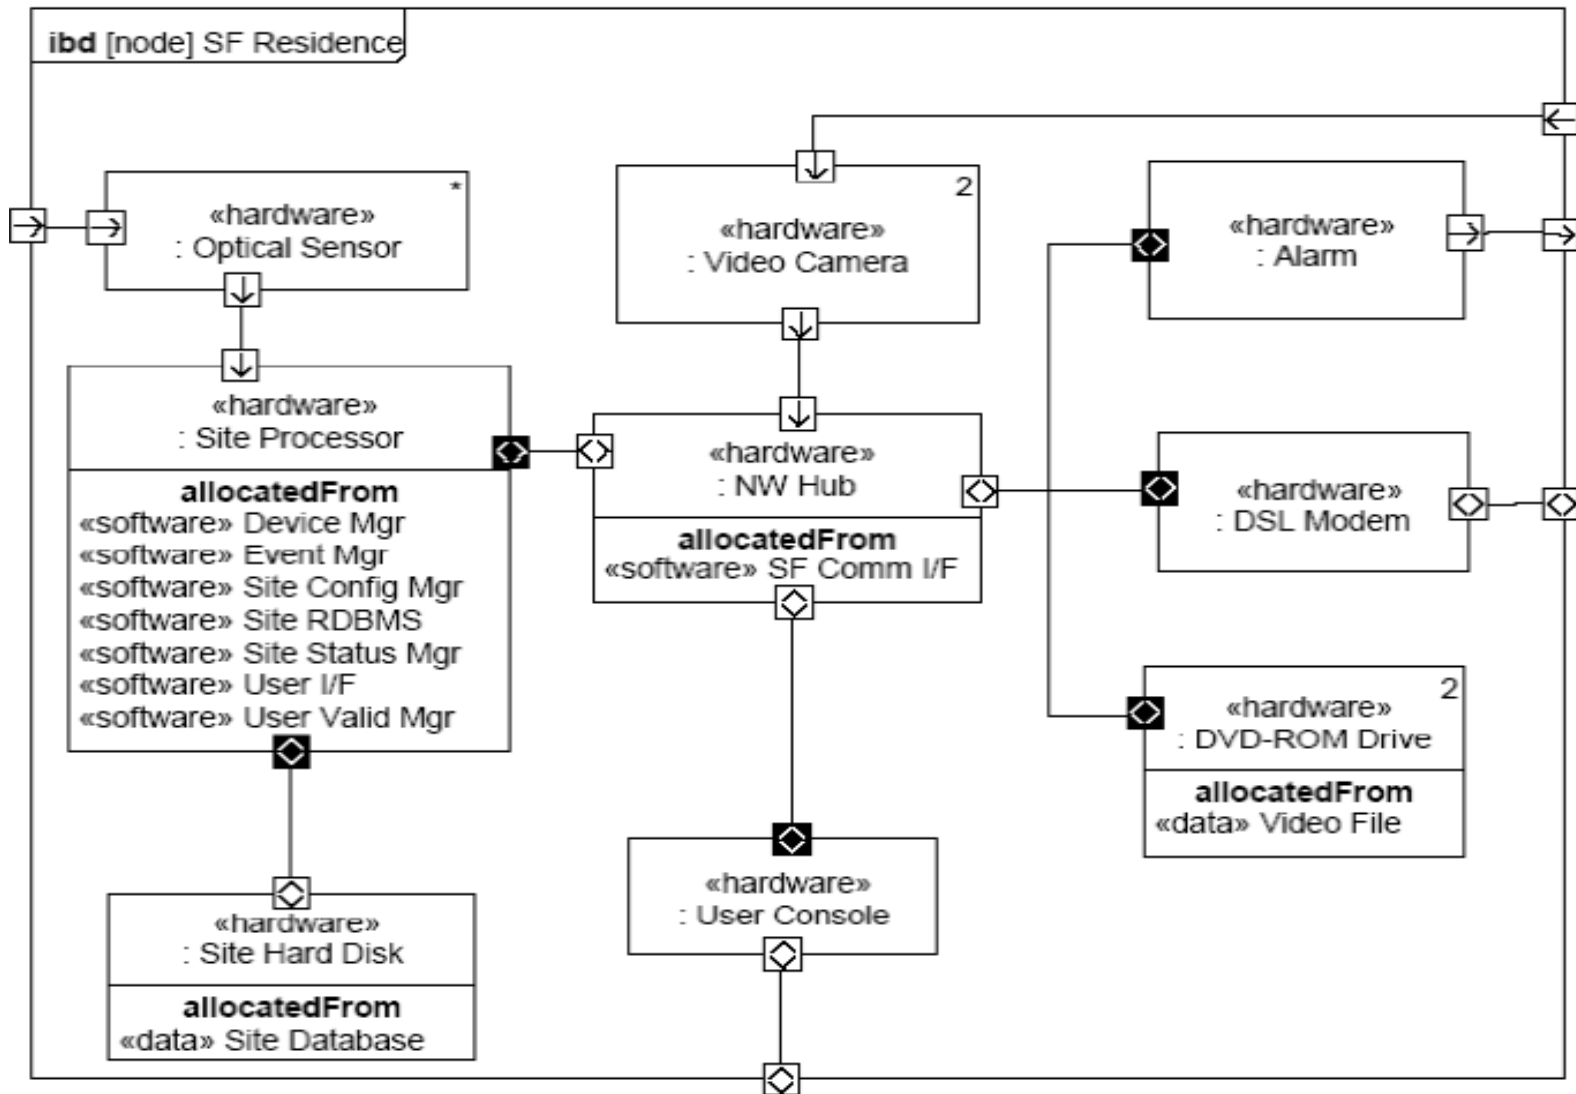 ibd [node] SF Residence
*
«hardware»
: Optical Sensor
2
«hardware»
: Video Camera
«hardware»
: Alarm
«hardware»
: Site Processor
allocatedFrom
«software» Device Mgr
«software» Event Mgr
«software» Site Config Mgr
«software» Site RDBMS
«software» Site Status Mgr
«software» User I/F
«software» User Valid Mgr
«hardware»
: NW Hub
allocatedFrom
«software» SF Comm I/F
«hardware»
: DSL Modem
2
«hardware»
: DVD-ROM Drive
allocatedFrom
«data» Video File
«hardware»
: User Console
«hardware»
: Site Hard Disk
allocatedFrom
«data» Site Database